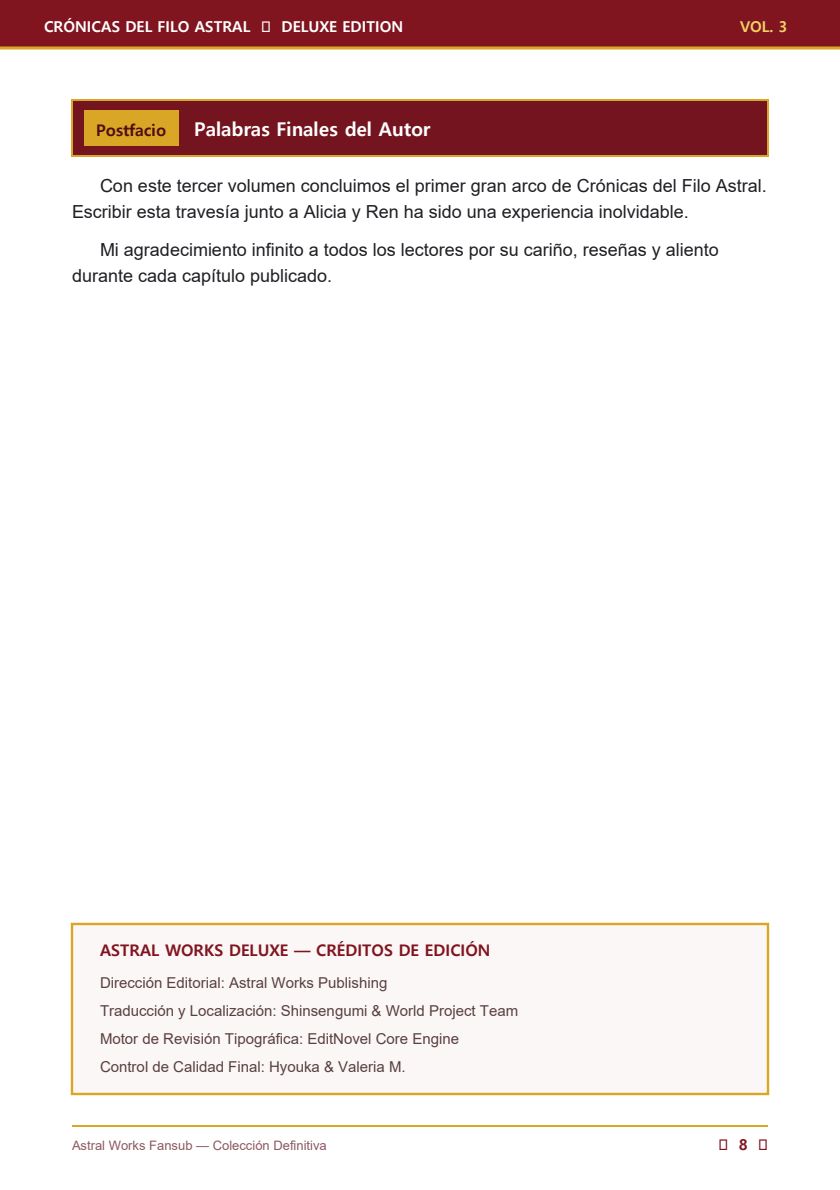 CRÓNICAS DEL FILO ASTRAL  DELUXE EDITION
VOL. 3
Postfacio Palabras Finales del Autor
Con este tercer volumen concluimos el primer gran arco de Crónicas del Filo Astral.
Escribir esta travesía junto a Alicia y Ren ha sido una experiencia inolvidable.
Mi agradecimiento infinito a todos los lectores por su cariño, reseñas y aliento
durante cada capítulo publicado.
ASTRAL WORKS DELUXE — CRÉDITOS DE EDICIÓN
Dirección Editorial: Astral Works Publishing
Traducción y Localización: Shinsengumi & World Project Team
Motor de Revisión Tipográfica: EditNovel Core Engine
Control de Calidad Final: Hyouka & Valeria M.
Astral Works Fansub — Colección Definitiva
8